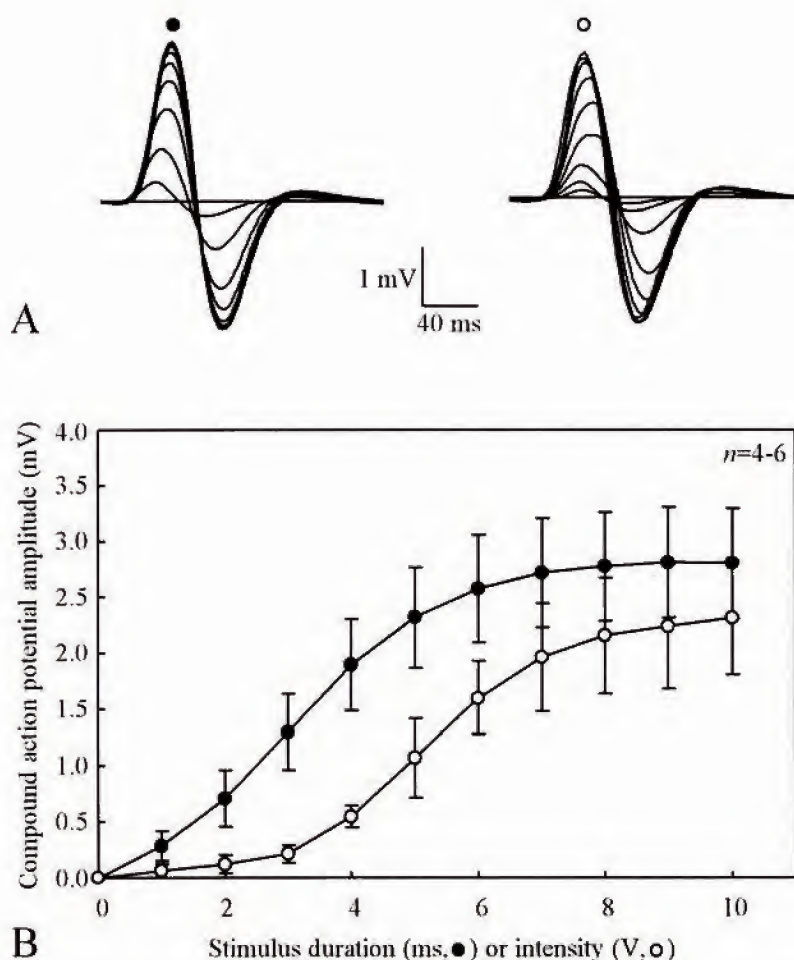 1 mV
40 ms
A
Compound action potential amplitude (mV)
4.0
3.5
3.0
2.5
2.0
1.5
1.0
0.5
0.0
n=4-6
0 2 4 6 8 10
Stimulus duration (ms,●) or intensity (V,○)
B